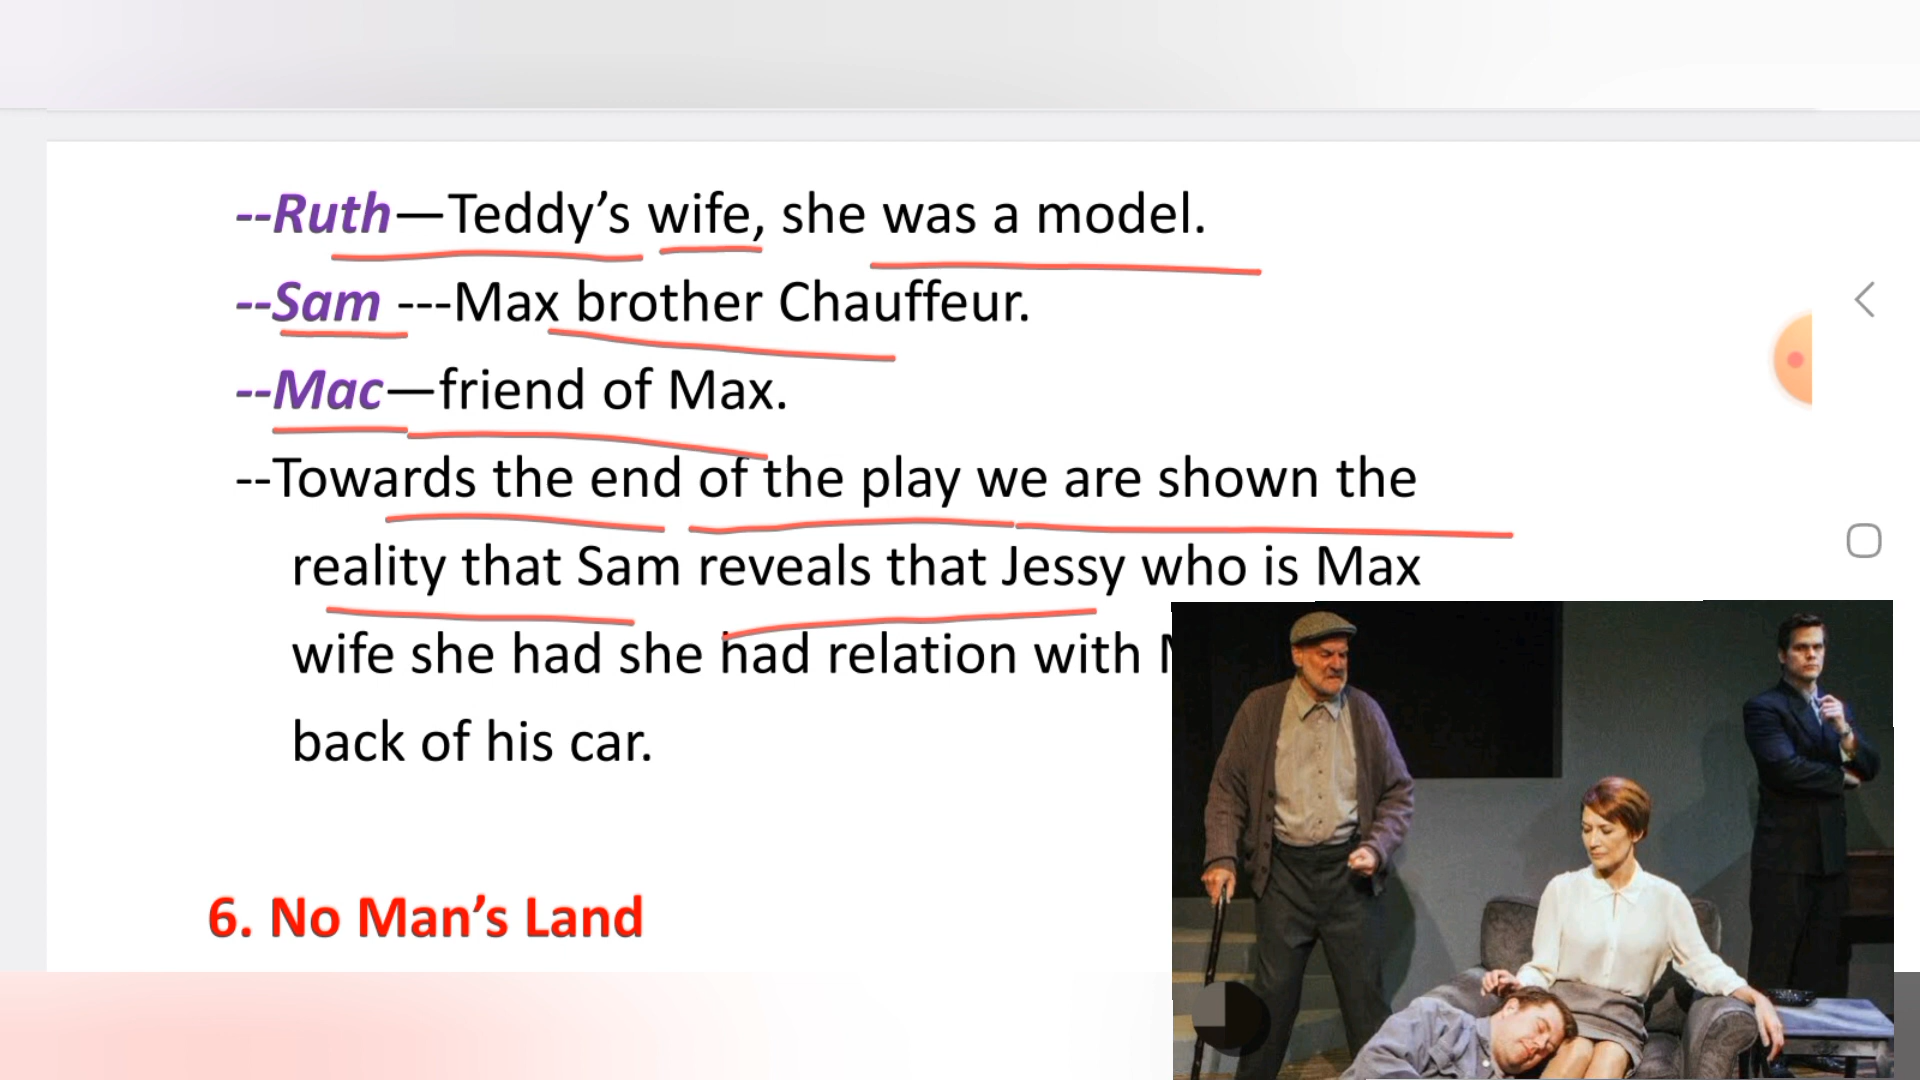 --Ruth—Teddy’s wife, she was a model.
--Sam ---Max brother Chauffeur.
--Mac—friend of Max.
--Towards the end of the play we are shown the
reality that Sam reveals that Jessy who is Max
wife she had she had relation with
back of his car.
6. No Man’s Land